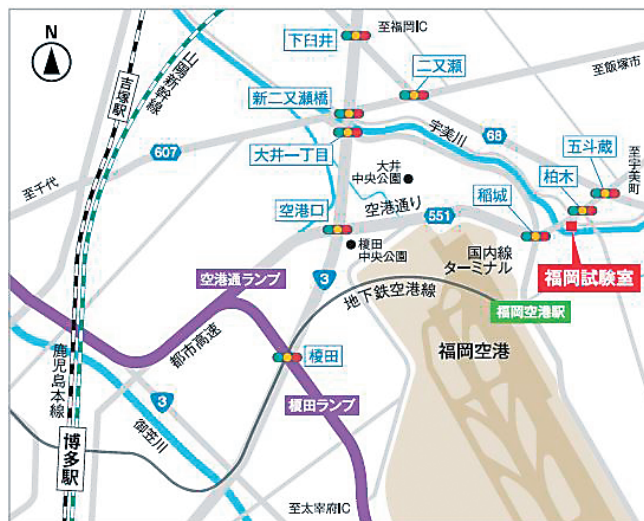 N
至福岡IC
下臼井
二又瀬
至飯塚市
山陽新幹線
吉塚駅
新二又瀬橋
宇美川
68
五斗蔵
至宇美町
607
大井一丁目
大井
中央公園
柏木
至千代
空港口
空港通り
551
稲城
榎田
中央公園
国内線
ターミナル
福岡試験室
空港通ランプ
3
地下鉄空港線
福岡空港駅
都市高速
榎田
福岡空港
鹿児島本線
3
榎田ランプ
御笠川
博多駅
至太宰府IC